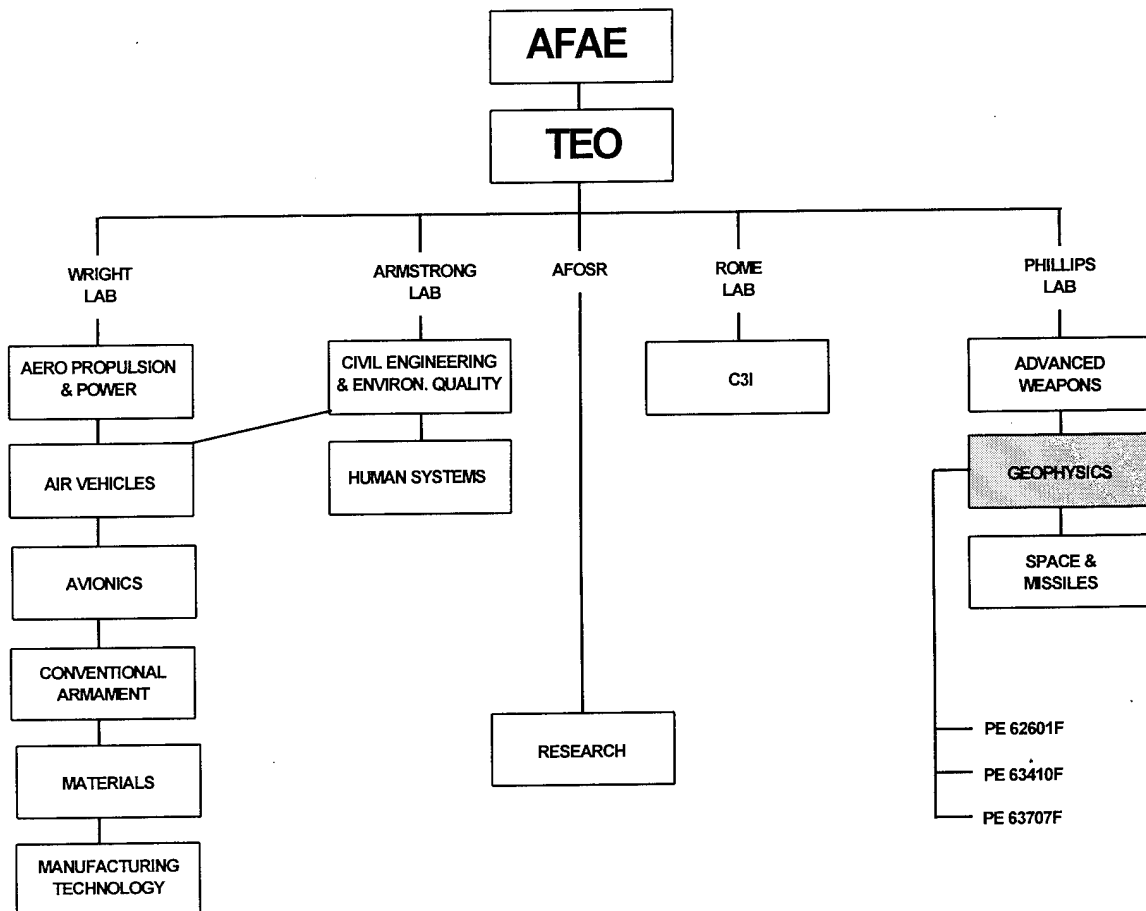 AFAE
TEO
WRIGHT
LAB
AERO PROPULSION
& POWER
AIR VEHICLES
AVIONICS
CONVENTIONAL
ARMAMENT
MATERIALS
MANUFACTURING
TECHNOLOGY
ARMSTRONG
LAB
CIVIL ENGINEERING
& ENVIRON. QUALITY
HUMAN SYSTEMS
AFOSR
RESEARCH
ROME
LAB
C3I
PHILLIPS
LAB
ADVANCED
WEAPONS
GEOPHYSICS
SPACE &
MISSILES
PE 62601F
PE 63410F
PE 63707F